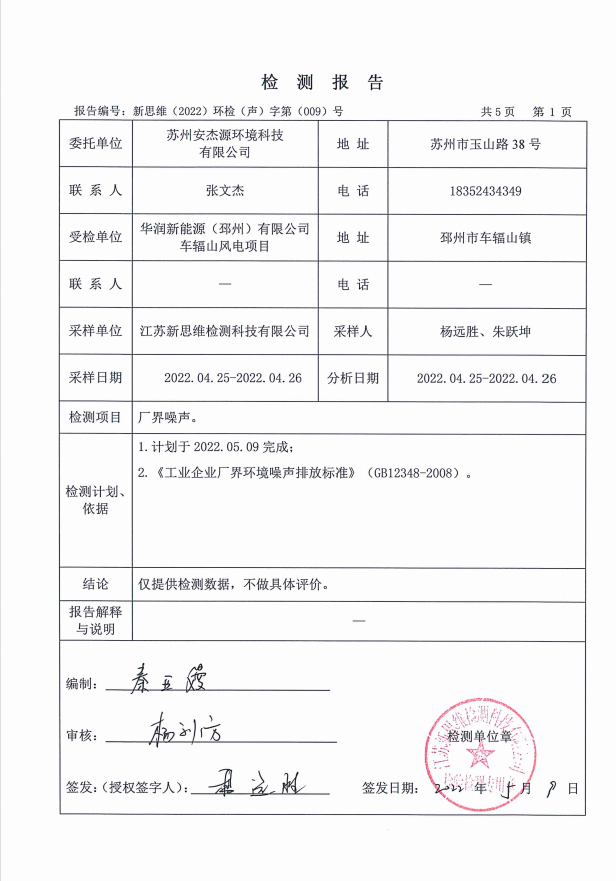 检 测 报 告
报告编号：新思维（2022）环检（声）字第（009）号 共 5 页 第 1 页
委托单位 苏州安杰源环境科技 地 址 苏州市玉山路 38 号
有限公司
联 系 人 张文杰 电 话 18352434349
受检单位 华润新能源（邳州）有限公司 地 址 邳州市车辐山镇
车辐山风电项目
联 系 人 — 电 话 —
采样单位 江苏新思维检测科技有限公司 采样人 杨远胜、朱跃坤
采样日期 2022.04.25-2022.04.26 分析日期 2022.04.25-2022.04.26
检测项目 厂界噪声。
检测计划、
依据
1.计划于 2022.05.09 完成；
2.《工业企业厂界环境噪声排放标准》（GB12348-2008）。
结论 仅提供检测数据，不做具体评价。
报告解释
与说明
—
编制：
审核：
检测单位章
签发：（授权签字人）： 签发日期： 2022 年 5 月 9 日